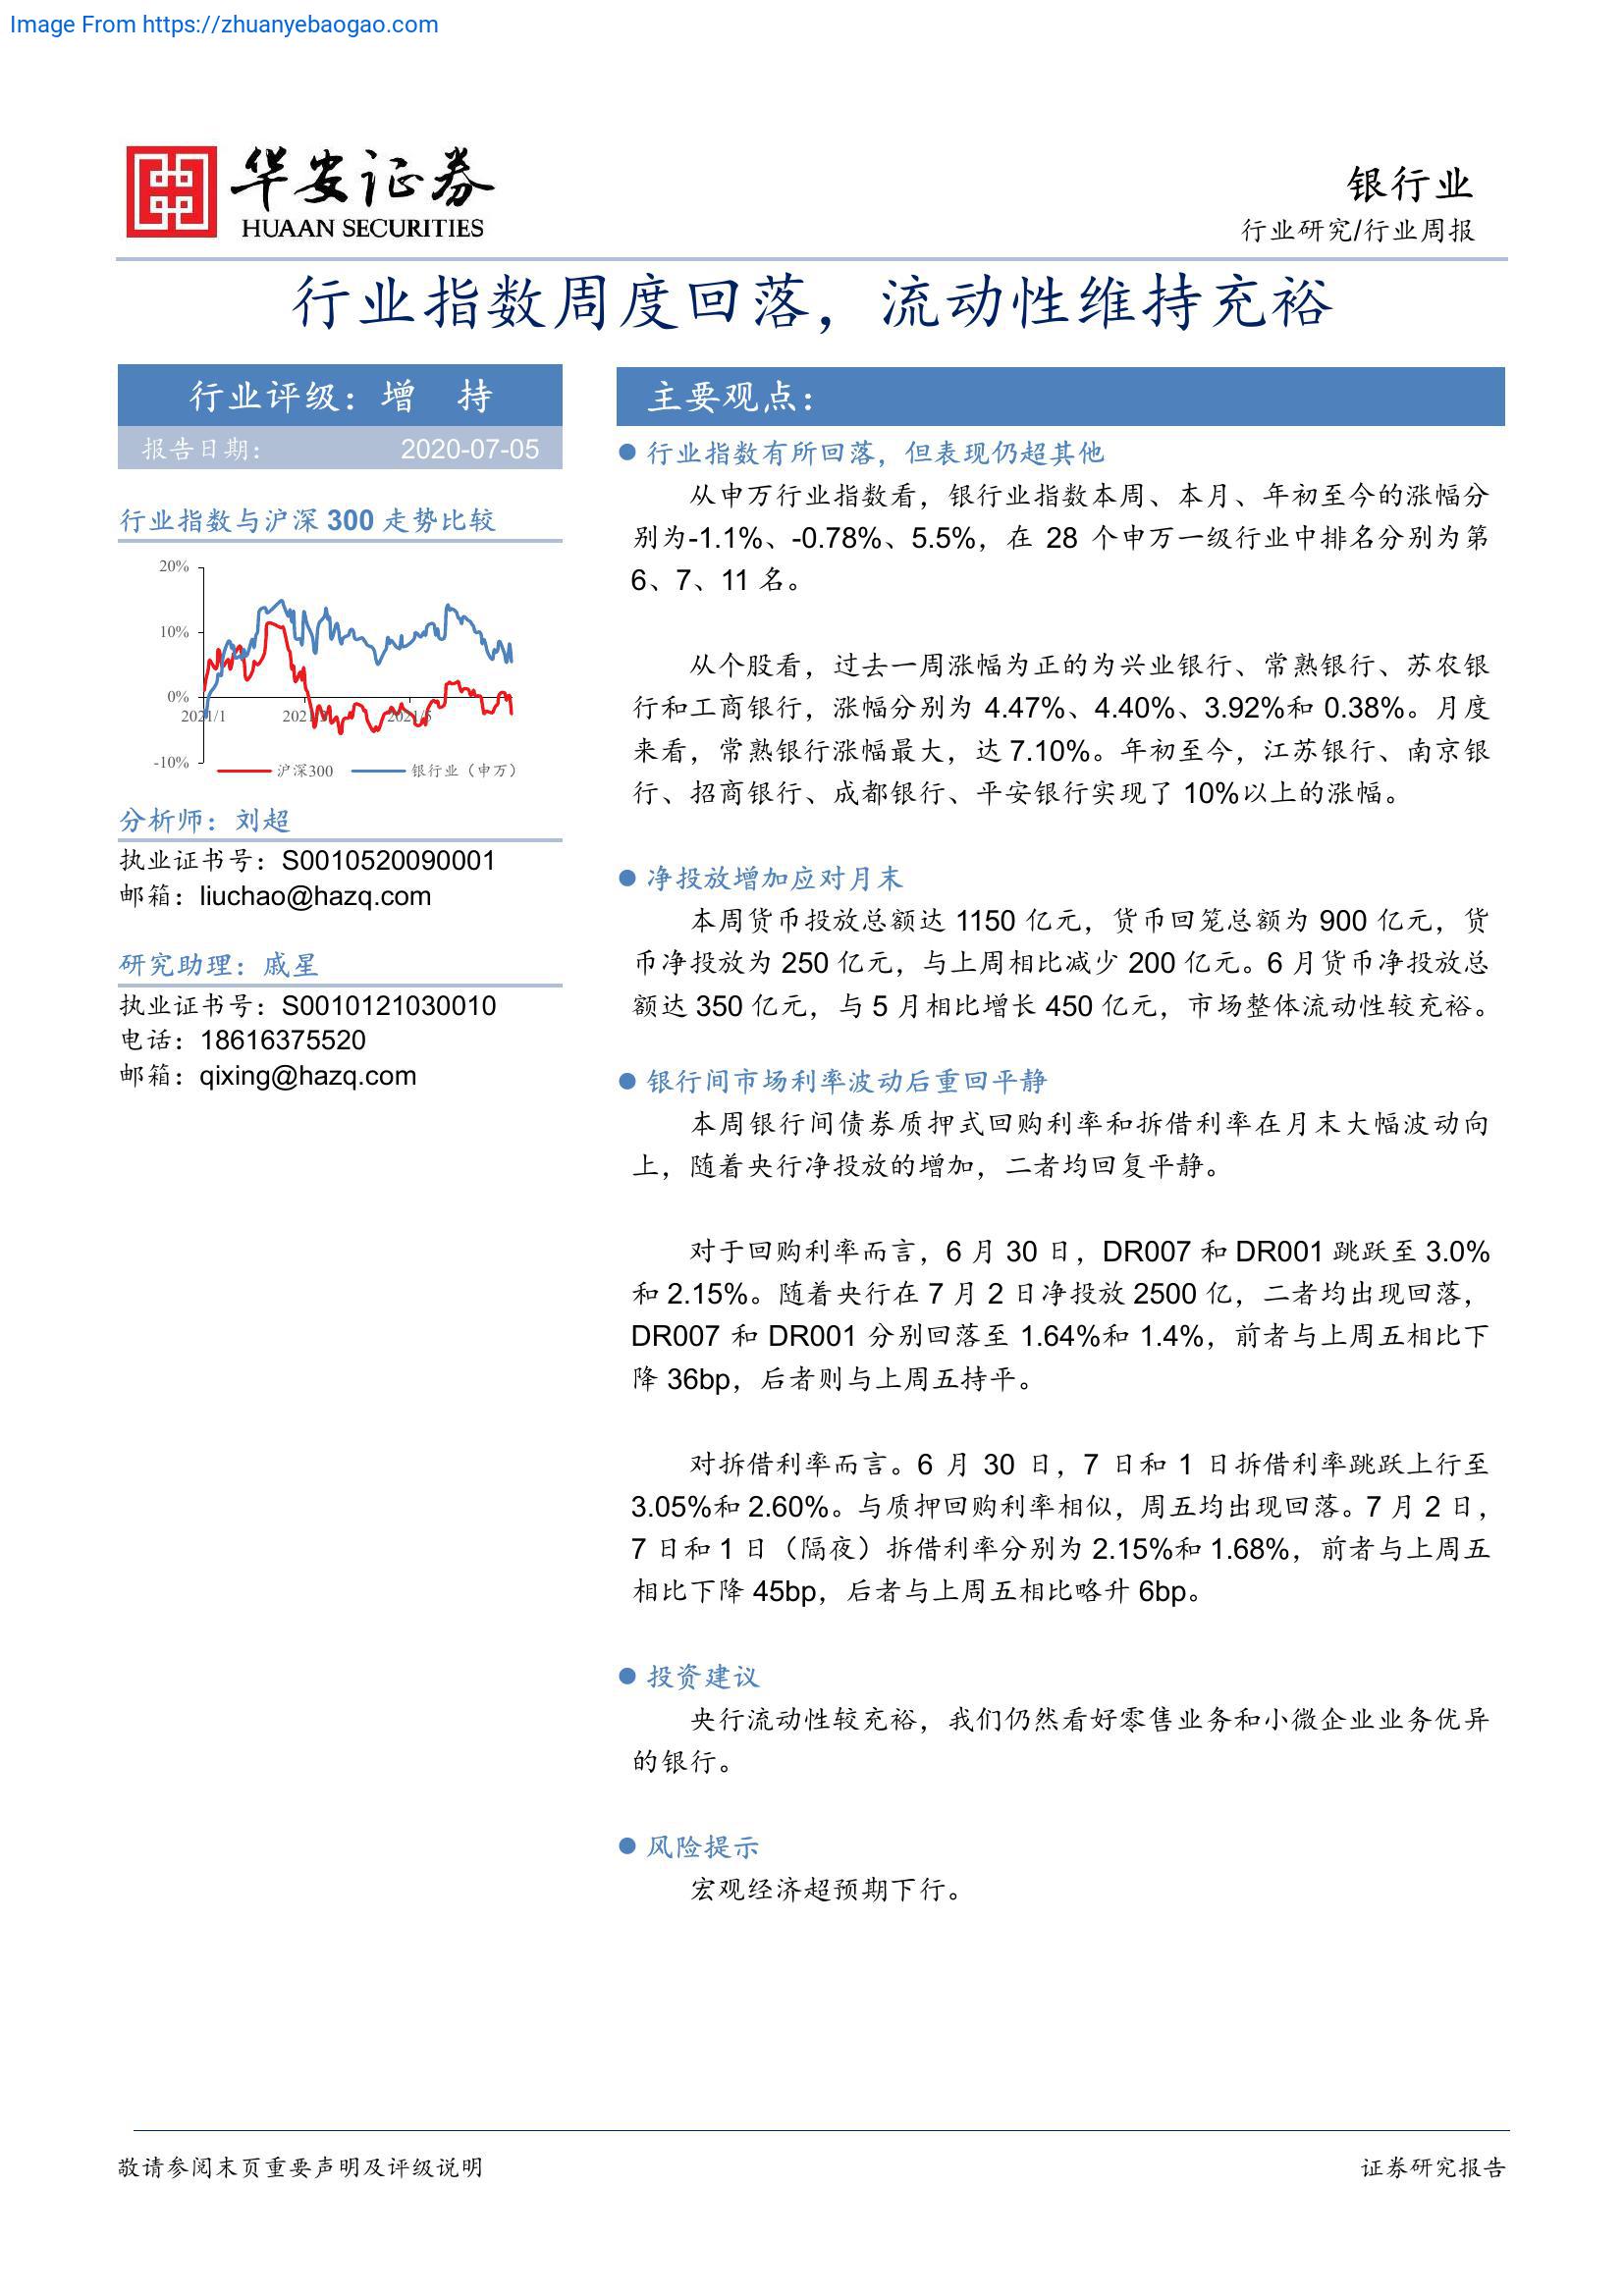 Image From https://zhuanyebaogao.com
华安证券
HUAAN SECURITIES
银行业
行业研究/行业周报
行业指数周度回落，流动性维持充裕
行业评级：增 持
报告日期： 2020-07-05
行业指数与沪深 300 走势比较
20%
10%
0%
-10%
2021/1
2021/3
2021/5
沪深300
银行业（申万）
分析师：刘超
执业证书号：S0010520090001
邮箱：liuchao@hazq.com
研究助理：戚星
执业证书号：S0010121030010
电话：18616375520
邮箱：qixing@hazq.com
主要观点：
● 行业指数有所回落，但表现仍超其他
从申万行业指数看，银行业指数本周、本月、年初至今的涨幅分
别为-1.1%、-0.78%、5.5%，在 28 个申万一级行业中排名分别为第
6、7、11 名。
从个股看，过去一周涨幅为正的为兴业银行、常熟银行、苏农银
行和工商银行，涨幅分别为 4.47%、4.40%、3.92%和 0.38%。月度
来看，常熟银行涨幅最大，达 7.10%。年初至今，江苏银行、南京银
行、招商银行、成都银行、平安银行实现了 10%以上的涨幅。
● 净投放增加应对月末
本周货币投放总额达 1150 亿元，货币回笼总额为 900 亿元，货
币净投放为 250 亿元，与上周相比减少 200 亿元。6 月货币净投放总
额达 350 亿元，与 5 月相比增长 450 亿元，市场整体流动性较充裕。
● 银行间市场利率波动后重回平静
本周银行间债券质押式回购利率和拆借利率在月末大幅波动向
上，随着央行净投放的增加，二者均回复平静。
对于回购利率而言，6 月 30 日，DR007 和 DR001 跳跃至 3.0%
和 2.15%。随着央行在 7 月 2 日净投放 2500 亿，二者均出现回落，
DR007 和 DR001 分别回落至 1.64%和 1.4%，前者与上周五相比下
降 36bp，后者则与上周五持平。
对拆借利率而言。6 月 30 日，7 日和 1 日拆借利率跳跃上行至
3.05%和 2.60%。与质押回购利率相似，周五均出现回落。7 月 2 日，
7 日和 1 日（隔夜）拆借利率分别为 2.15%和 1.68%，前者与上周五
相比下降 45bp，后者与上周五相比略升 6bp。
● 投资建议
央行流动性较充裕，我们仍然看好零售业务和小微企业业务优异
的银行。
● 风险提示
宏观经济超预期下行。
敬请参阅末页重要声明及评级说明
证券研究报告